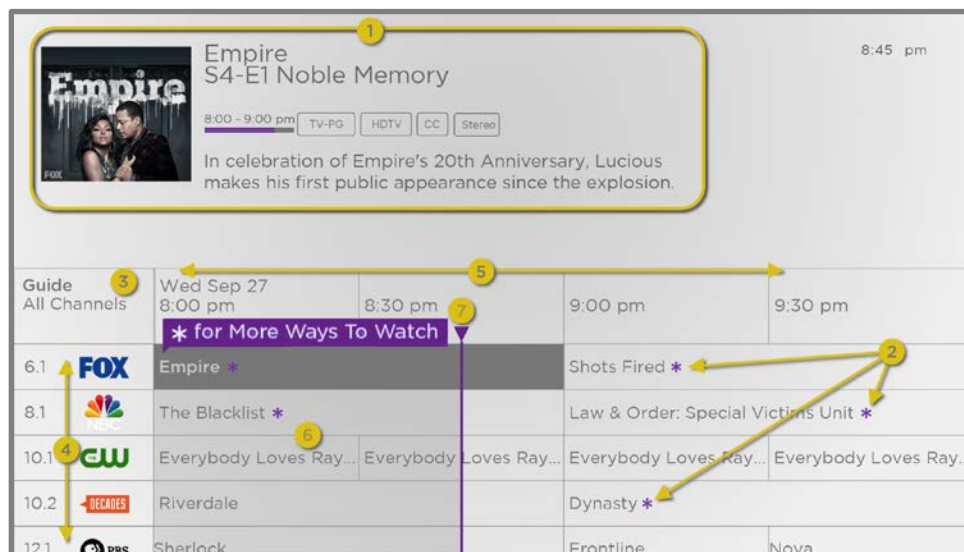 1
Empire
S4-E1 Noble Memory
8:45 pm
Empire
FOX
8:00 - 9:00 pm TV-PG HDTV CC Stereo
In celebration of Empire's 20th Anniversary, Lucious
makes his first public appearance since the explosion.
Guide 3
All Channels
Wed Sep 27
5
8:00 pm 8:30 pm 7 9:00 pm 9:30 pm
* for More Ways To Watch
2
6.1 FOX Empire * Shots Fired *
8.1 NBC The Blacklist * Law & Order: Special Victims Unit *
6
4
10.1 CW Everybody Loves Ray... Everybody Loves Ray... Everybody Loves Ray... Everybody Loves Ray..
10.2 DECADES Riverdale Dynasty *
12.1 PBS Sherlock Frontline Nova